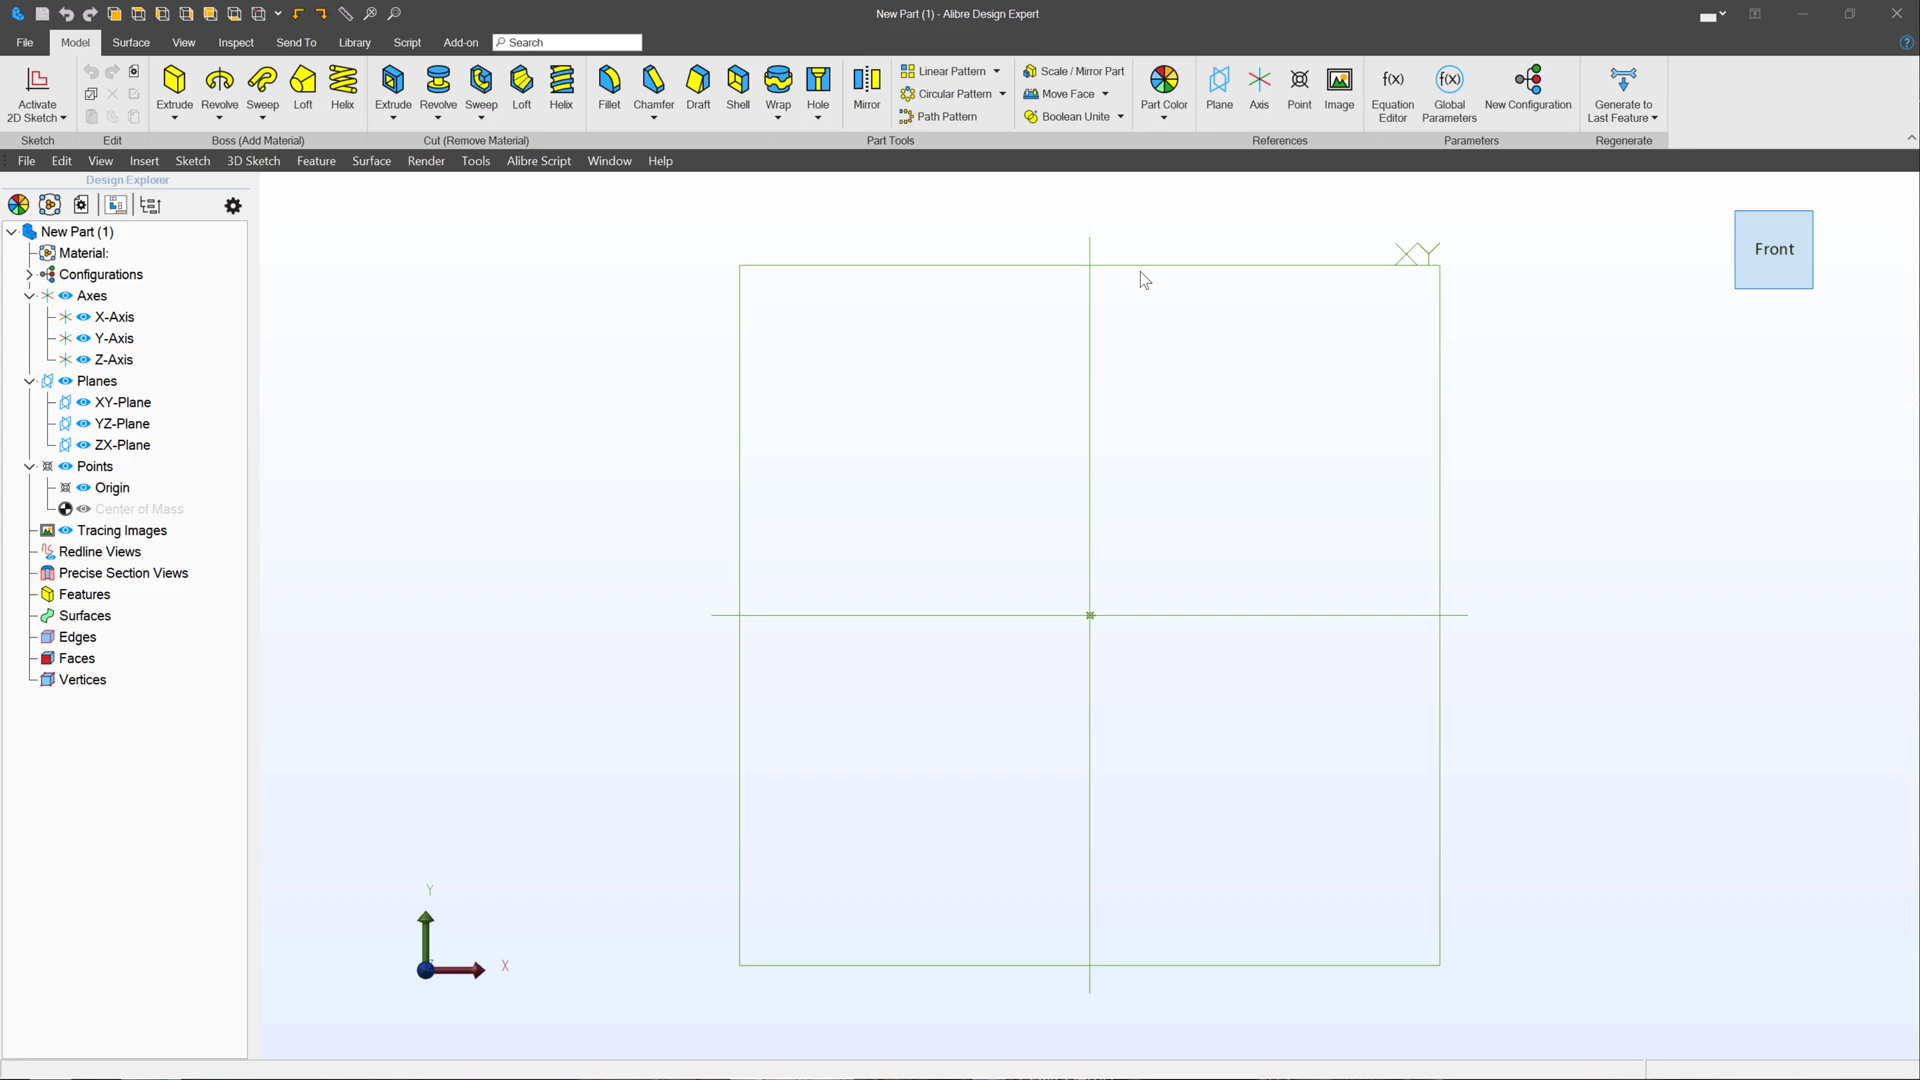 New Part (1) - Alibre Design Expert
File Model Surface View Inspect Send To Library Script Add-on Search
Activate
2D Sketch
Extrude Revolve Sweep Loft Helix
Extrude Revolve Sweep Loft Helix
Fillet Chamfer Draft Shell Wrap Hole
Mirror
Linear Pattern
Circular Pattern
Path Pattern
Scale / Mirror Part
Move Face
Boolean Unite
Part Color
Plane Axis Point Image
Equation
Editor
f(x)
Global
Parameters
f(x)
New Configuration
Generate to
Last Feature
Sketch Edit Boss (Add Material) Cut (Remove Material) Part Tools References Parameters Regenerate
File Edit View Insert Sketch 3D Sketch Feature Surface Render Tools Alibre Script Window Help
Design Explorer
New Part (1)
Material:
Configurations
Axes
X-Axis
Y-Axis
Z-Axis
Planes
XY-Plane
YZ-Plane
ZX-Plane
Points
Origin
Center of Mass
Tracing Images
Redline Views
Precise Section Views
Features
Surfaces
Edges
Faces
Vertices
XY
Front
Y
X